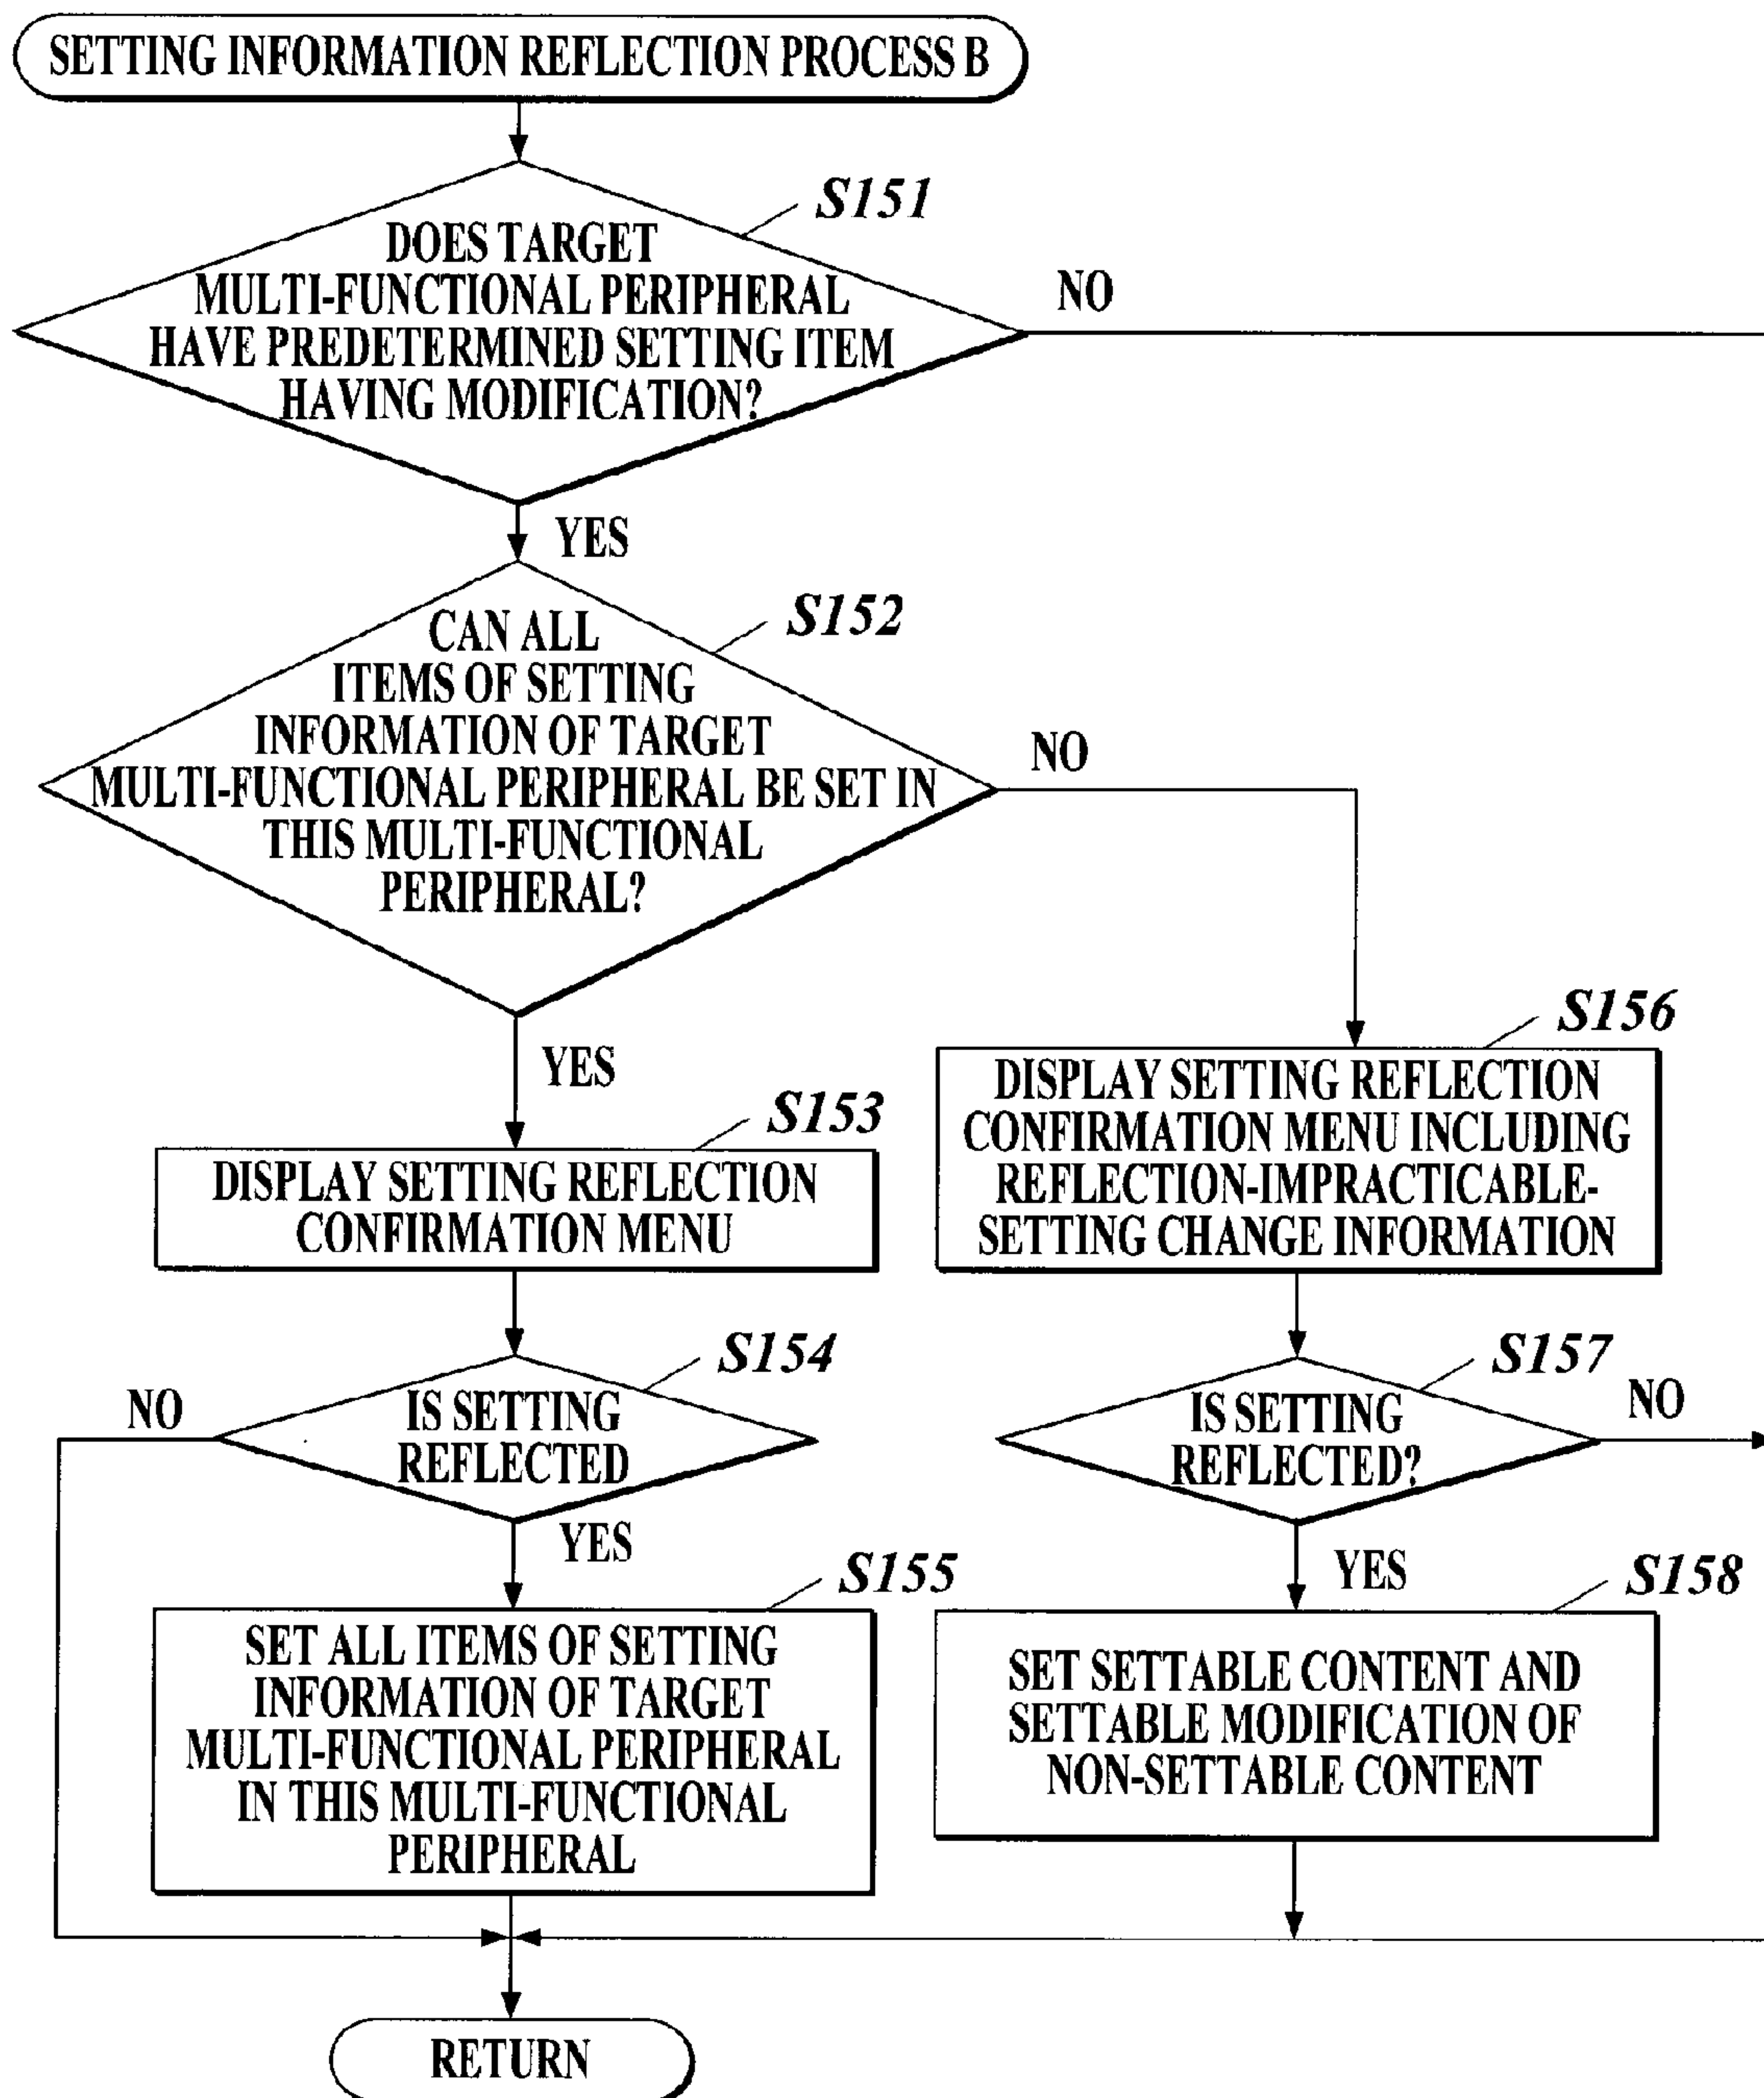 SETTING INFORMATION REFLECTION PROCESS B
S151
DOES TARGET
MULTI-FUNCTIONAL PERIPHERAL
HAVE PREDETERMINED SETTING ITEM
HAVING MODIFICATION?
NO
YES
S152
CAN ALL
ITEMS OF SETTING
INFORMATION OF TARGET
MULTI-FUNCTIONAL PERIPHERAL BE SET IN
THIS MULTI-FUNCTIONAL
PERIPHERAL?
NO
YES
S153
DISPLAY SETTING REFLECTION
CONFIRMATION MENU
S154
IS SETTING
REFLECTED
NO
YES
S155
SET ALL ITEMS OF SETTING
INFORMATION OF TARGET
MULTI-FUNCTIONAL PERIPHERAL
IN THIS MULTI-FUNCTIONAL
PERIPHERAL
S156
DISPLAY SETTING REFLECTION
CONFIRMATION MENU INCLUDING
REFLECTION-IMPRACTICABLE-
SETTING CHANGE INFORMATION
S157
IS SETTING
REFLECTED?
NO
YES
S158
SET SETTABLE CONTENT AND
SETTABLE MODIFICATION OF
NON-SETTABLE CONTENT
RETURN